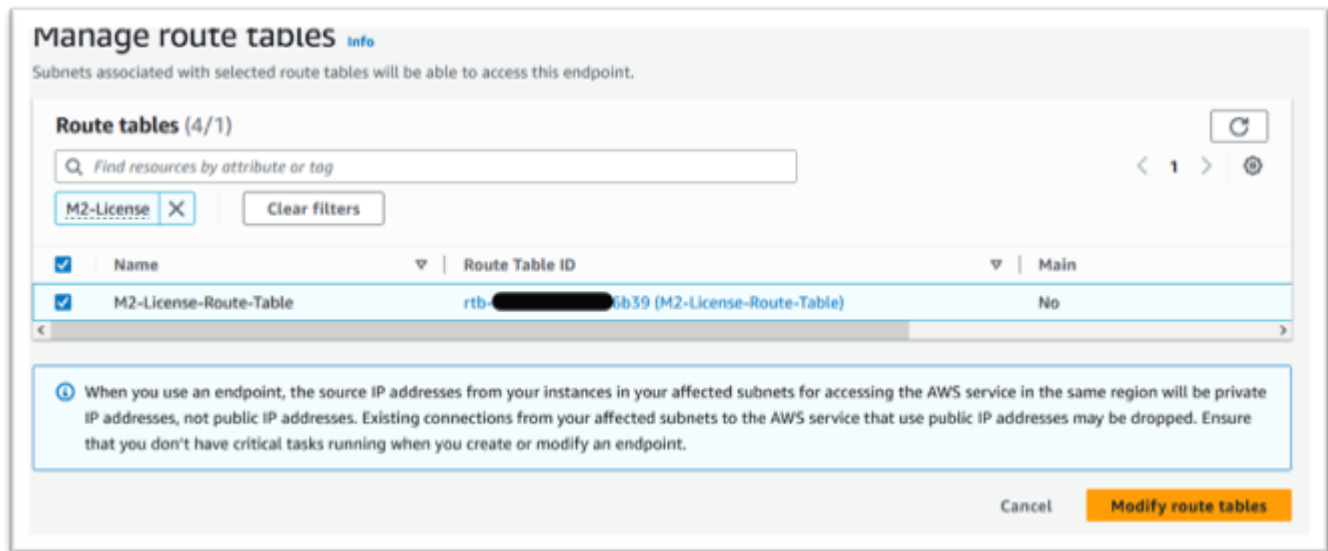 Manage route tables Info
Subnets associated with selected route tables will be able to access this endpoint.
Route tables (4/1)
Find resources by attribute or tag
1
M2-License
Clear filters
Name Route Table ID Main
M2-License-Route-Table rtb- 6b39 (M2-License-Route-Table) No
When you use an endpoint, the source IP addresses from your instances in your affected subnets for accessing the AWS service in the same region will be private
IP addresses, not public IP addresses. Existing connections from your affected subnets to the AWS service that use public IP addresses may be dropped. Ensure
that you don't have critical tasks running when you create or modify an endpoint.
Cancel Modify route tables